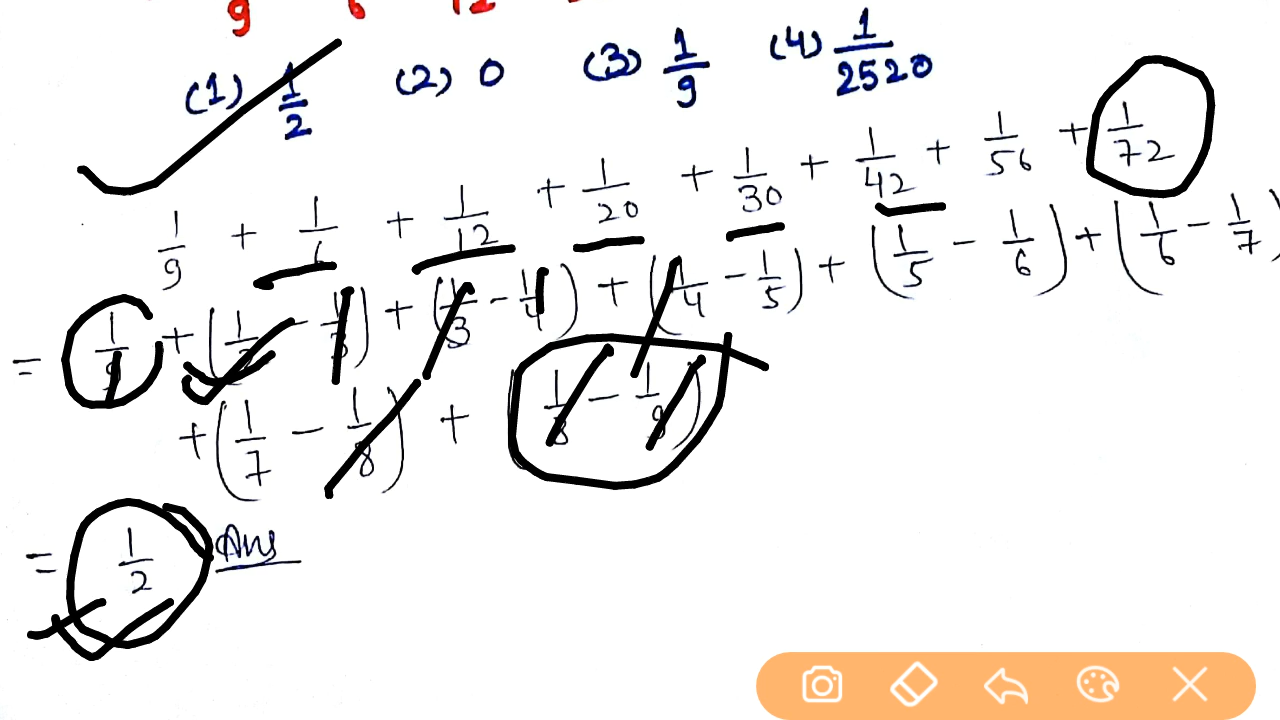 9 6 12
(1) 1/2 (2) 0 (3) 1/9 (4) 1/2520
1/9 + 1/6 + 1/12 + 1/20 + 1/30 + 1/42 + 1/56 + 1/72
= 1/9 + (1/2 - 1/3) + (1/3 - 1/4) + (1/4 - 1/5) + (1/5 - 1/6) + (1/6 - 1/7)
+ (1/7 - 1/8) + (1/8 - 1/9)
= 1/2 Ans